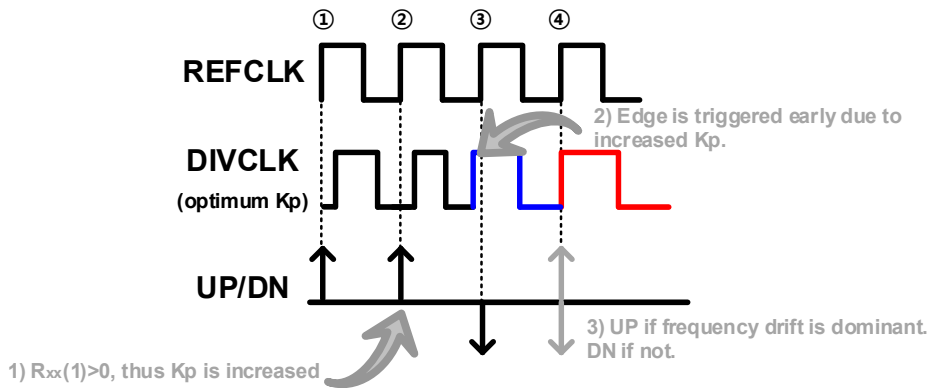 ① ② ③ ④
REFCLK
2) Edge is triggered early due to
increased Kp.
DIVCLK
(optimum Kp)
UP/DN
3) UP if frequency drift is dominant.
DN if not.
1) Rxx(1)>0, thus Kp is increased